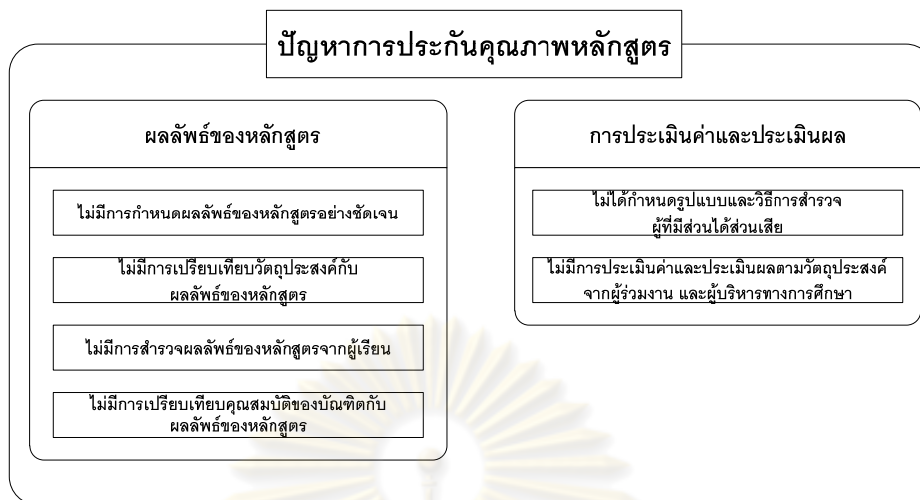 ปัญหาการประกันคุณภาพหลักสูตร
ผลลัพธ์ของหลักสูตร
ไม่มีการกำหนดผลลัพธ์ของหลักสูตรอย่างชัดเจน
ไม่มีการเปรียบเทียบวัตถุประสงค์กับ
ผลลัพธ์ของหลักสูตร
ไม่มีการสำรวจผลลัพธ์ของหลักสูตรจากผู้เรียน
ไม่มีการเปรียบเทียบคุณสมบัติของบัณฑิตกับ
ผลลัพธ์ของหลักสูตร
การประเมินค่าและประเมินผล
ไม่ได้กำหนดรูปแบบและวิธีการสำรวจ
ผู้ที่มีส่วนได้ส่วนเสีย
ไม่มีการประเมินค่าและประเมินผลตามวัตถุประสงค์
จากผู้ร่วมงาน และผู้บริหารทางการศึกษา